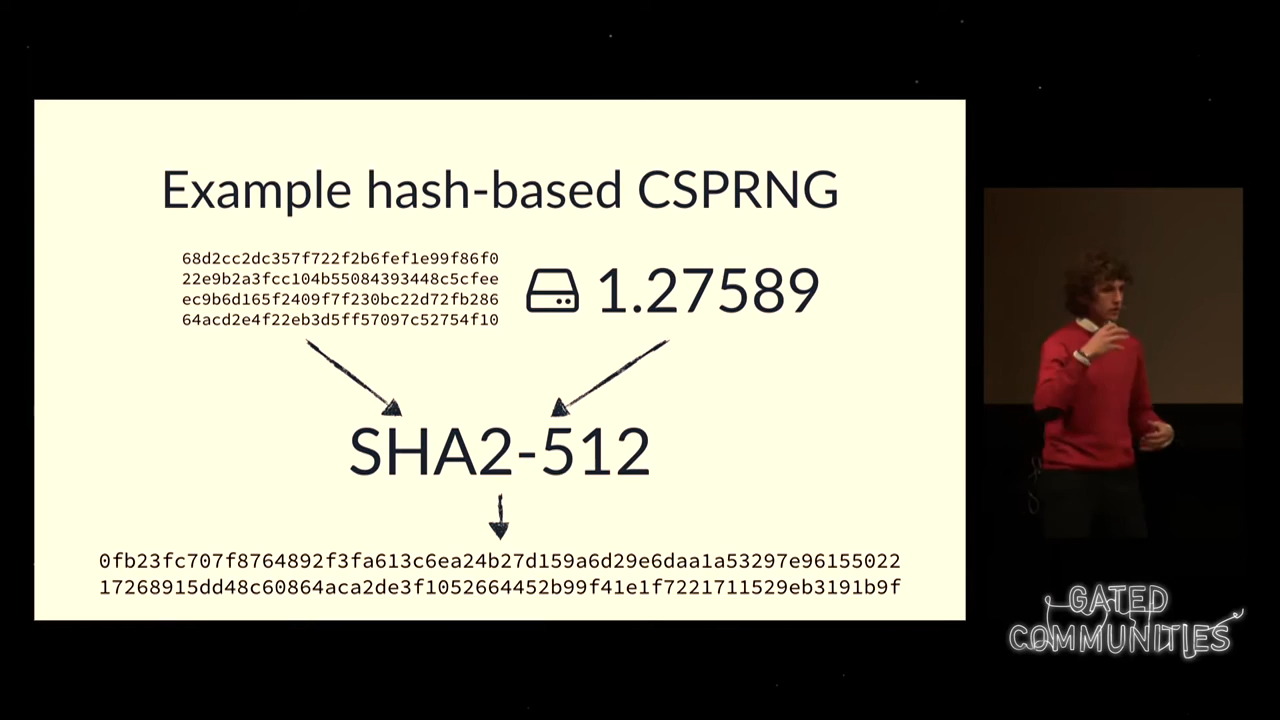 Example hash-based CSPRNG
68d2cc2dc357f722f2b6fef1e99f86f0
22e9b2a3fcc104b55084393448c5cfee
ec9b6d165f2409f7f230bc22d72fb286
64acd2e4f22eb3d5ff57097c52754f10
1.27589
SHA2-512
0fb23fc707f8764892f3fa613c6ea24b27d159a6d29e6daa1a53297e96155022
17268915dd48c60864aca2de3f1052664452b99f41e1f7221711529eb3191b9f
GATED
COMMUNITIES